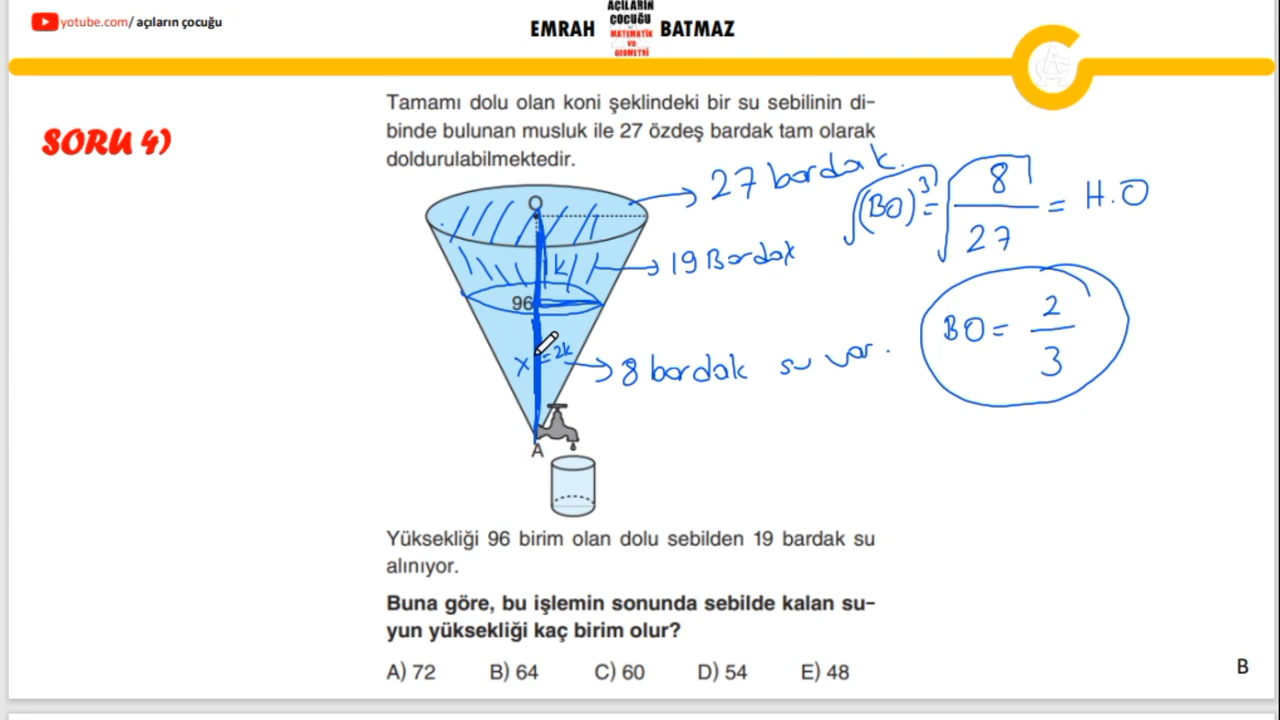 yotube.com/ açıların çocuğu
EMRAH
AÇILARIN
ÇOCUĞU
MATEMATİK
VE
GEOMETRİ
BATMAZ
SORU 4)
Tamamı dolu olan koni şeklindeki bir su sebilinin di-
binde bulunan musluk ile 27 özdeş bardak tam olarak
doldurulabilmektedir.
27 bardak.
√(BO)³ = √8/27 = H.O
O
k
19 Bardak
96
BO = 2/3
x = 2k
8 bardak su var.
A
Yüksekliği 96 birim olan dolu sebilden 19 bardak su
alınıyor.
Buna göre, bu işlemin sonunda sebilde kalan su-
yun yüksekliği kaç birim olur?
A) 72 B) 64 C) 60 D) 54 E) 48
B